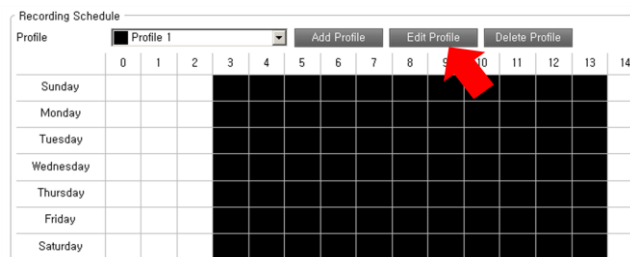 Recording Schedule
Profile Profile 1 Add Profile Edit Profile Delete Profile
0 1 2 3 4 5 6 7 8 9 10 11 12 13 14
Sunday
Monday
Tuesday
Wednesday
Thursday
Friday
Saturday